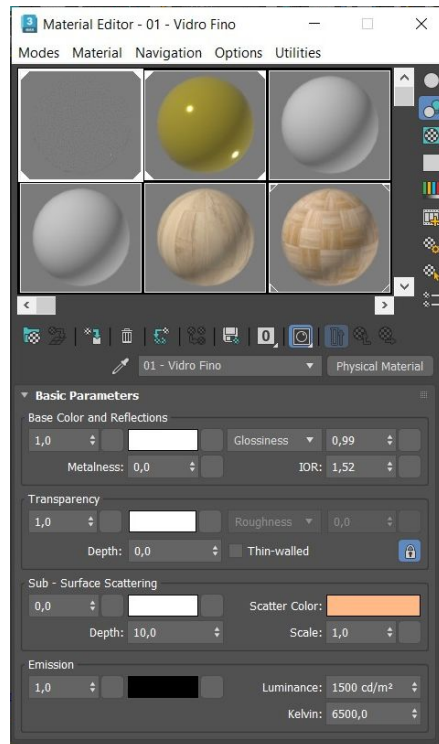 3
MAX
Material Editor - 01 - Vidro Fino
Modes Material Navigation Options Utilities
0
01 - Vidro Fino Physical Material
Basic Parameters
Base Color and Reflections
1,0 Glossiness 0,99
Metalness: 0,0 IOR: 1,52
Transparency
1,0 Roughness 0,0
Depth: 0,0 Thin-walled
Sub - Surface Scattering
0,0 Scatter Color:
Depth: 10,0 Scale: 1,0
Emission
1,0 Luminance: 1500 cd/m²
Kelvin: 6500,0